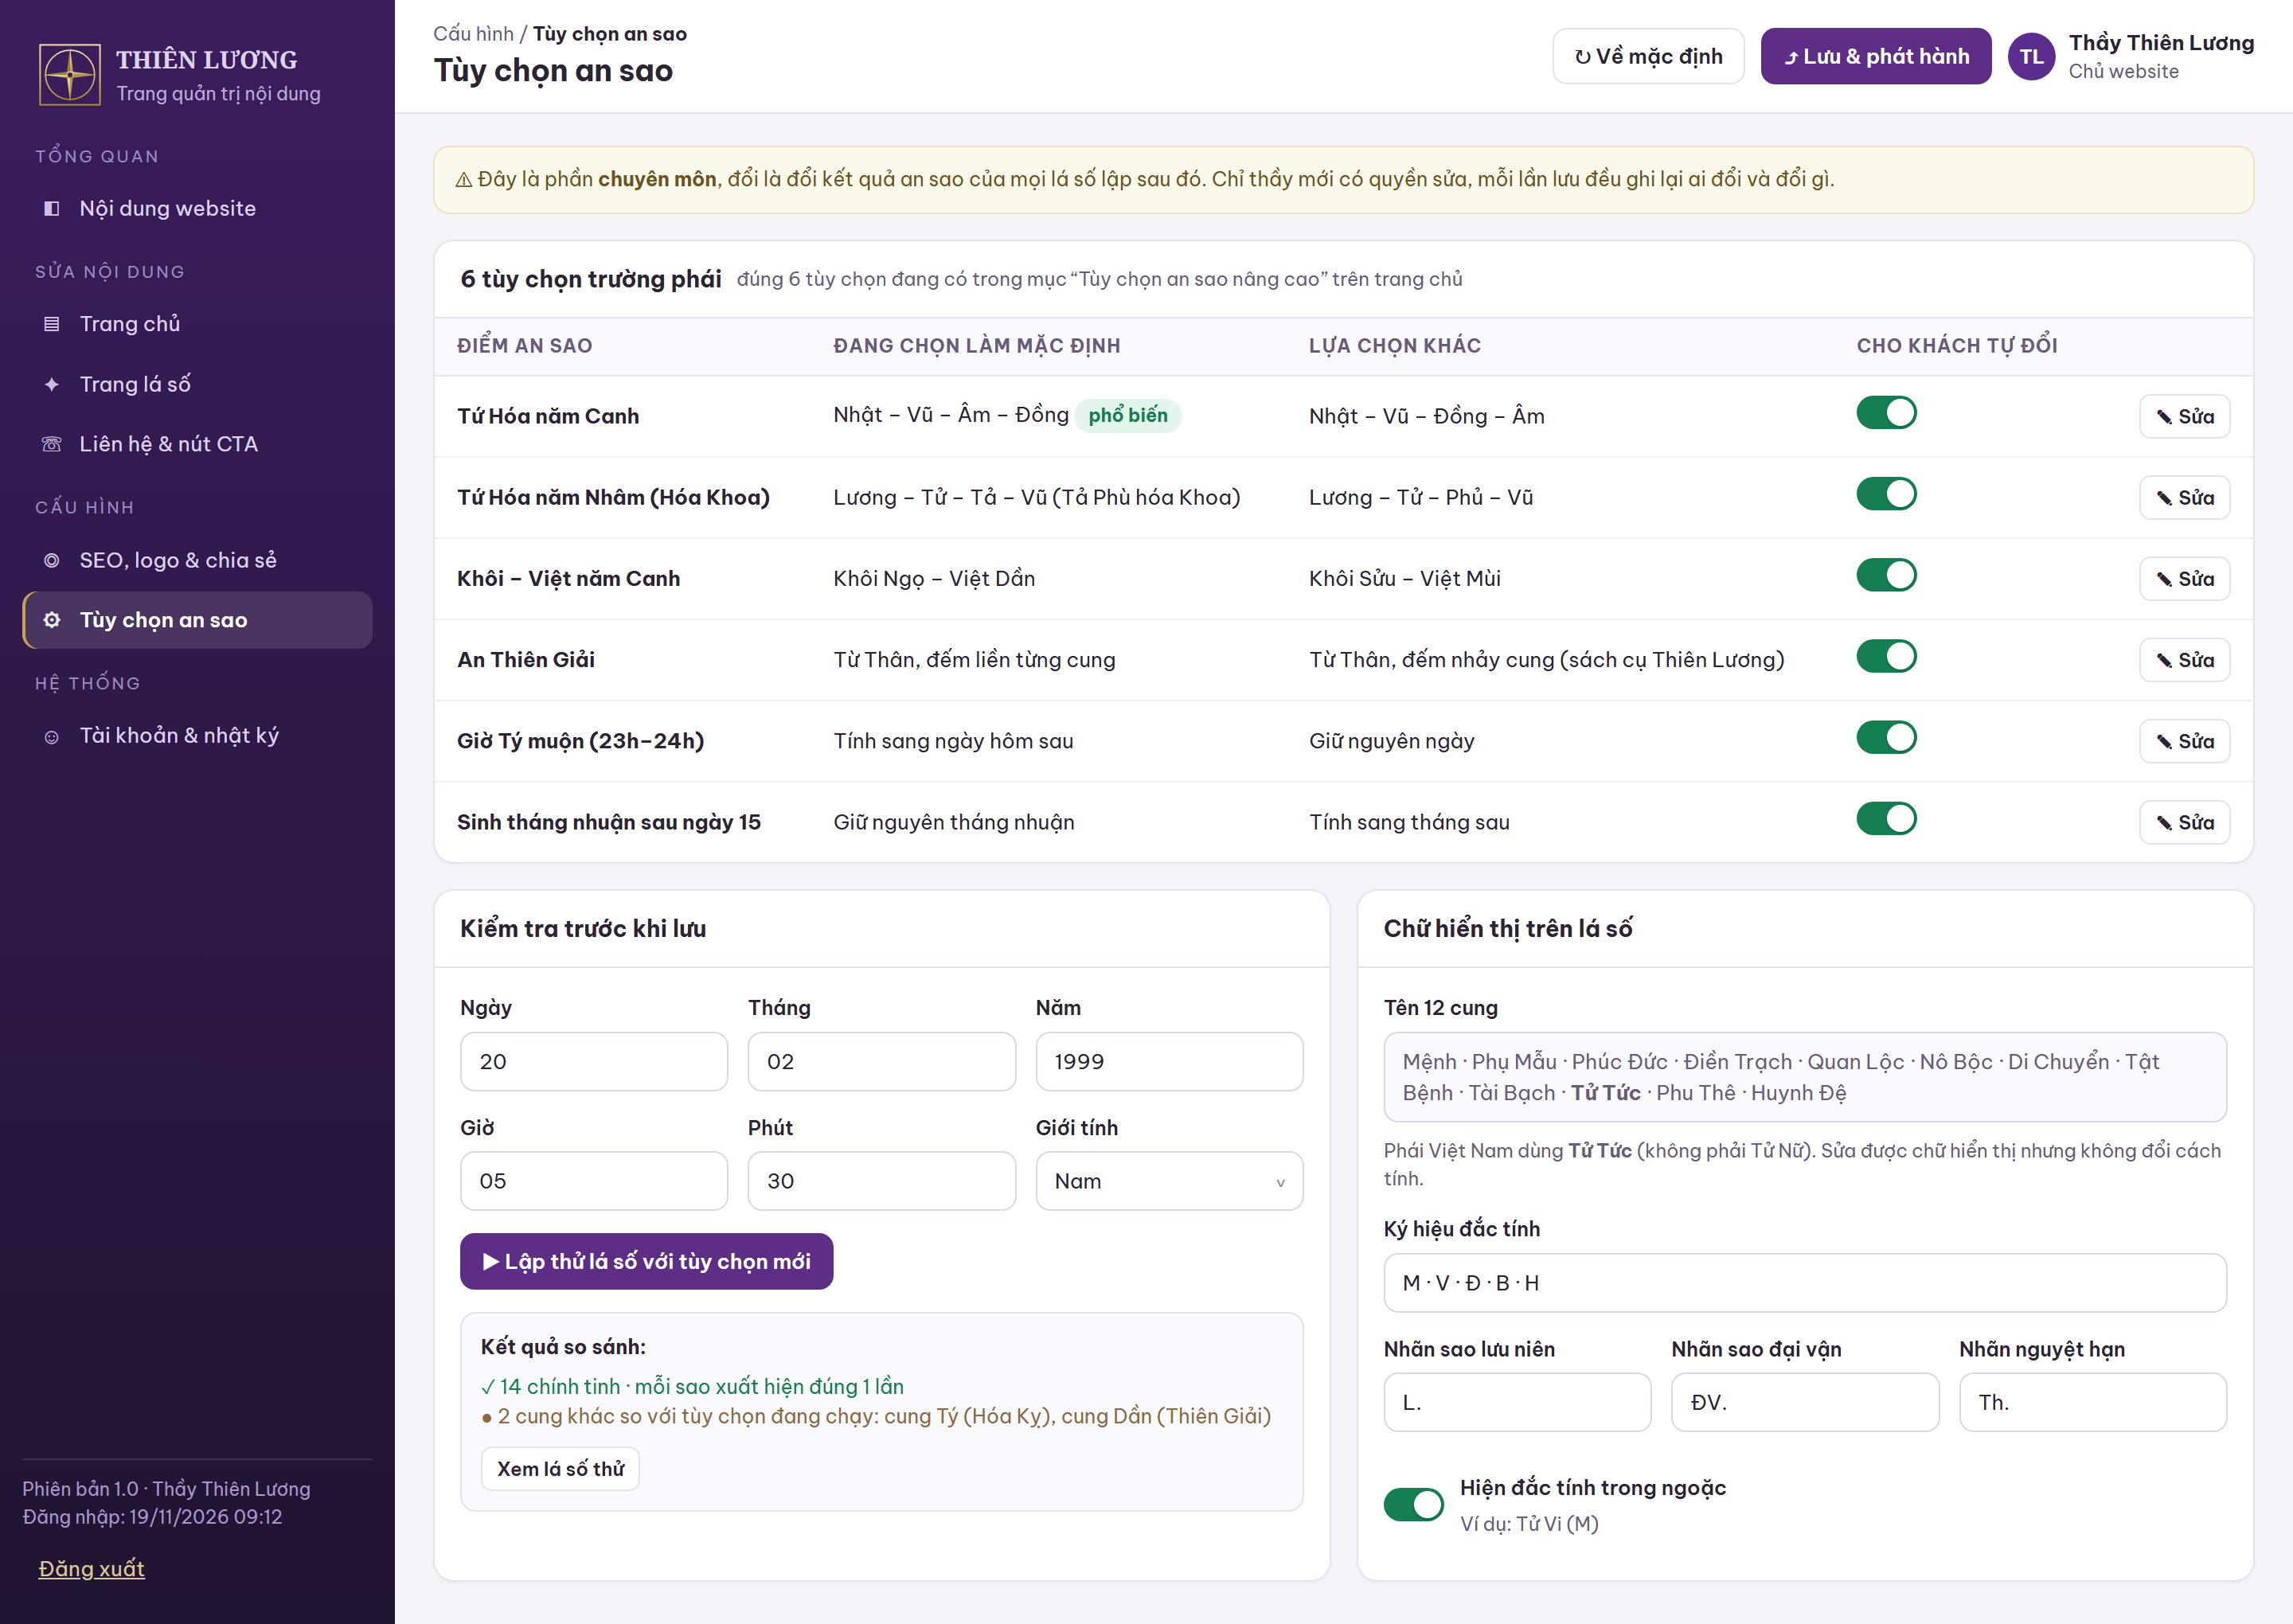 THIÊN LƯƠNG
Trang quản trị nội dung
TỔNG QUAN
Nội dung website
SỬA NỘI DUNG
Trang chủ
Trang lá số
Liên hệ & nút CTA
CẤU HÌNH
SEO, logo & chia sẻ
Tùy chọn an sao
HỆ THỐNG
Tài khoản & nhật ký
Phiên bản 1.0 · Thầy Thiên Lương
Đăng nhập: 19/11/2026 09:12
Đăng xuất
Cấu hình / Tùy chọn an sao
Tùy chọn an sao
↻ Về mặc định
⤴ Lưu & phát hành
TL
Thầy Thiên Lương
Chủ website
⚠ Đây là phần chuyên môn, đổi là đổi kết quả an sao của mọi lá số lập sau đó. Chỉ thầy mới có quyền sửa, mỗi lần lưu đều ghi lại ai đổi và đổi gì.
6 tùy chọn trường phái đúng 6 tùy chọn đang có trong mục “Tùy chọn an sao nâng cao” trên trang chủ
ĐIỂM AN SAO ĐANG CHỌN LÀM MẶC ĐỊNH LỰA CHỌN KHÁC CHO KHÁCH TỰ ĐỔI
Tứ Hóa năm Canh Nhật – Vũ – Âm – Đồng phổ biến Nhật – Vũ – Đồng – Âm ✎ Sửa
Tứ Hóa năm Nhâm (Hóa Khoa) Lương – Tử – Tả – Vũ (Tả Phù hóa Khoa) Lương – Tử – Phủ – Vũ ✎ Sửa
Khôi – Việt năm Canh Khôi Ngọ – Việt Dần Khôi Sửu – Việt Mùi ✎ Sửa
An Thiên Giải Từ Thân, đếm liền từng cung Từ Thân, đếm nhảy cung (sách cụ Thiên Lương) ✎ Sửa
Giờ Tý muộn (23h–24h) Tính sang ngày hôm sau Giữ nguyên ngày ✎ Sửa
Sinh tháng nhuận sau ngày 15 Giữ nguyên tháng nhuận Tính sang tháng sau ✎ Sửa
Kiểm tra trước khi lưu
Ngày Tháng Năm
20 02 1999
Giờ Phút Giới tính
05 30 Nam
▶ Lập thử lá số với tùy chọn mới
Kết quả so sánh:
✓ 14 chính tinh · mỗi sao xuất hiện đúng 1 lần
● 2 cung khác so với tùy chọn đang chạy: cung Tý (Hóa Kỵ), cung Dần (Thiên Giải)
Xem lá số thử
Chữ hiển thị trên lá số
Tên 12 cung
Mệnh · Phụ Mẫu · Phúc Đức · Điền Trạch · Quan Lộc · Nô Bộc · Di Chuyển · Tật
Bệnh · Tài Bạch · Tử Tức · Phu Thê · Huynh Đệ
Phái Việt Nam dùng Tử Tức (không phải Tử Nữ). Sửa được chữ hiển thị nhưng không đổi cách
tính.
Ký hiệu đắc tính
M · V · Đ · B · H
Nhãn sao lưu niên Nhãn sao đại vận Nhãn nguyệt hạn
L. ĐV. Th.
Hiện đắc tính trong ngoặc
Ví dụ: Tử Vi (M)